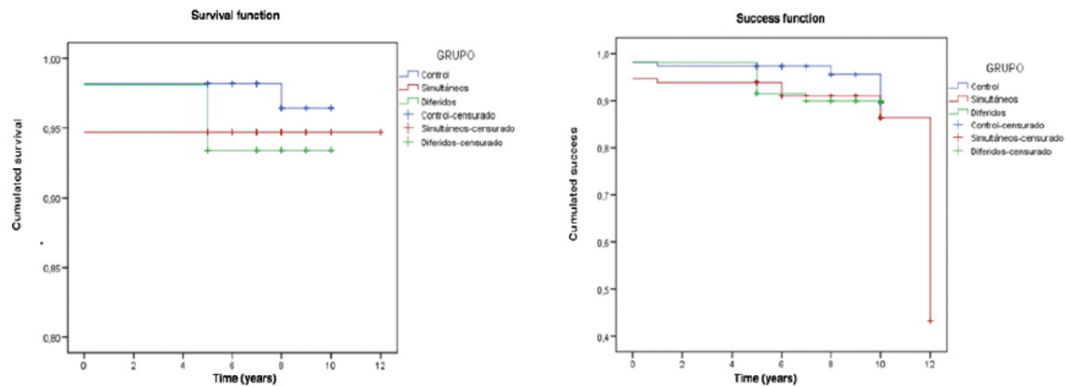 Survival function
Cumulated survival
1,00
0,95
0,90
0,85
0,80
0 2 4 6 8 10 12
Time (years)
GRUPO
Control
Simultáneos
Diferidos
Control-censurado
Simultáneos-censurado
Diferidos-censurado
Success function
Cumulated success
1,0
0,9
0,8
0,7
0,6
0,5
0,4
0 2 4 6 8 10 12
Time (years)
GRUPO
Control
Simultáneos
Diferidos
Control-censurado
Simultáneos-censurado
Diferidos-censurado